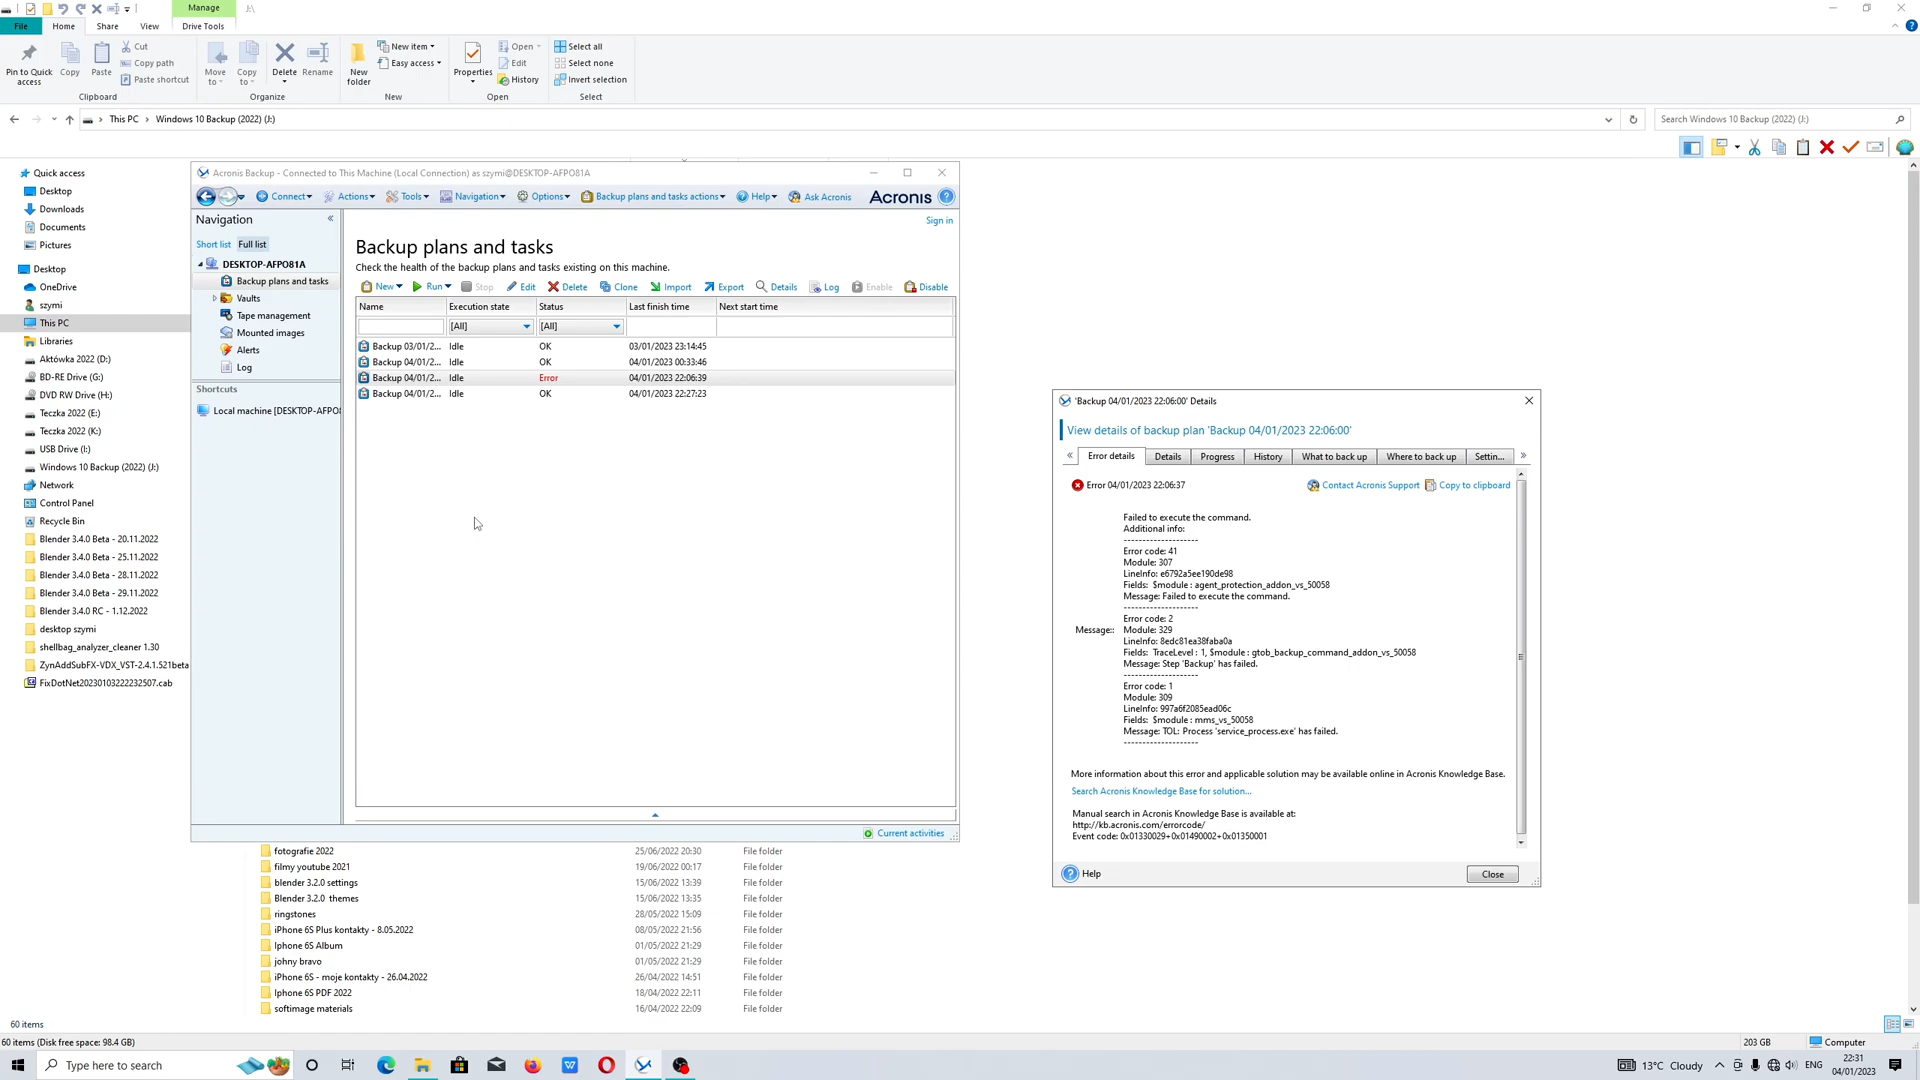 Manage
J:\
File
Home
Share
View
Drive Tools
Pin to Quick access
Copy
Paste
Cut
Copy path
Paste shortcut
Clipboard
Move to
Copy to
Delete
Rename
Organize
New folder
New item
Easy access
New
Properties
Open
Edit
History
Open
Select all
Select none
Invert selection
Select
This PC
Windows 10 Backup (2022) (J:)
Search Windows 10 Backup (2022) (J:)
Quick access
Desktop
Downloads
Documents
Pictures
Desktop
OneDrive
szymi
This PC
Libraries
Aktówka 2022 (D:)
BD-RE Drive (G:)
DVD RW Drive (H:)
Teczka 2022 (E:)
Teczka 2022 (K:)
USB Drive (I:)
Windows 10 Backup (2022) (J:)
Network
Control Panel
Recycle Bin
Blender 3.4.0 Beta - 20.11.2022
Blender 3.4.0 Beta - 25.11.2022
Blender 3.4.0 Beta - 28.11.2022
Blender 3.4.0 Beta - 29.11.2022
Blender 3.4.0 RC - 1.12.2022
desktop szymi
shellbag_analyzer_cleaner 1.30
ZynAddSubFX-VDX_VST-2.4.1.521beta
FixDotNet20230103222232507.cab
Acronis Backup - Connected to This Machine (Local Connection) as szymi@DESKTOP-AFPO81A
Connect
Actions
Tools
Navigation
Options
Backup plans and tasks actions
Help
Ask Acronis
Acronis
Navigation
Short list
Full list
DESKTOP-AFPO81A
Backup plans and tasks
Vaults
Tape management
Mounted images
Alerts
Log
Shortcuts
Local machine [DESKTOP-AFPO
Sign in
Backup plans and tasks
Check the health of the backup plans and tasks existing on this machine.
New
Run
Stop
Edit
Delete
Clone
Import
Export
Details
Log
Enable
Disable
Name
Execution state
Status
Last finish time
Next start time
[All]
[All]
Backup 03/01/2... Idle OK 03/01/2023 23:14:45
Backup 04/01/2... Idle OK 04/01/2023 00:33:46
Backup 04/01/2... Idle Error 04/01/2023 22:06:39
Backup 04/01/2... Idle OK 04/01/2023 22:27:23
Current activities
'Backup 04/01/2023 22:06:00' Details
View details of backup plan 'Backup 04/01/2023 22:06:00'
Error details
Details
Progress
History
What to back up
Where to back up
Settin...
Error 04/01/2023 22:06:37
Contact Acronis Support
Copy to clipboard
Failed to execute the command.
Additional info:
--------------------
Error code: 41
Module: 307
LineInfo: e6792a5ee190de98
Fields: $module : agent_protection_addon_vs_50058
Message: Failed to execute the command.
--------------------
Error code: 2
Message:: Module: 329
LineInfo: 8edc81ea38faba0a
Fields: TraceLevel : 1, $module : gtob_backup_command_addon_vs_50058
Message: Step 'Backup' has failed.
--------------------
Error code: 1
Module: 309
LineInfo: 997a6f2085ead06c
Fields: $module : mms_vs_50058
Message: TOL: Process 'service_process.exe' has failed.
--------------------
More information about this error and applicable solution may be available online in Acronis Knowledge Base.
Search Acronis Knowledge Base for solution...
Manual search in Acronis Knowledge Base is available at:
http://kb.acronis.com/errorcode/
Event code: 0x01330029+0x01490002+0x01350001
Help
Close
fotografie 2022 25/06/2022 20:30 File folder
filmy youtube 2021 19/06/2022 00:17 File folder
blender 3.2.0 settings 15/06/2022 13:39 File folder
Blender 3.2.0 themes 15/06/2022 13:35 File folder
ringstones 28/05/2022 15:09 File folder
iPhone 6S Plus kontakty - 8.05.2022 08/05/2022 21:56 File folder
Iphone 6S Album 01/05/2022 21:29 File folder
johny bravo 01/05/2022 21:29 File folder
iPhone 6S - moje kontakty - 26.04.2022 26/04/2022 14:51 File folder
Iphone 6S PDF 2022 18/04/2022 22:11 File folder
softimage materials 16/04/2022 22:09 File folder
60 items
60 items (Disk free space: 98.4 GB)
203 GB
Computer
Type here to search
13°C Cloudy
ENG
22:31
04/01/2023